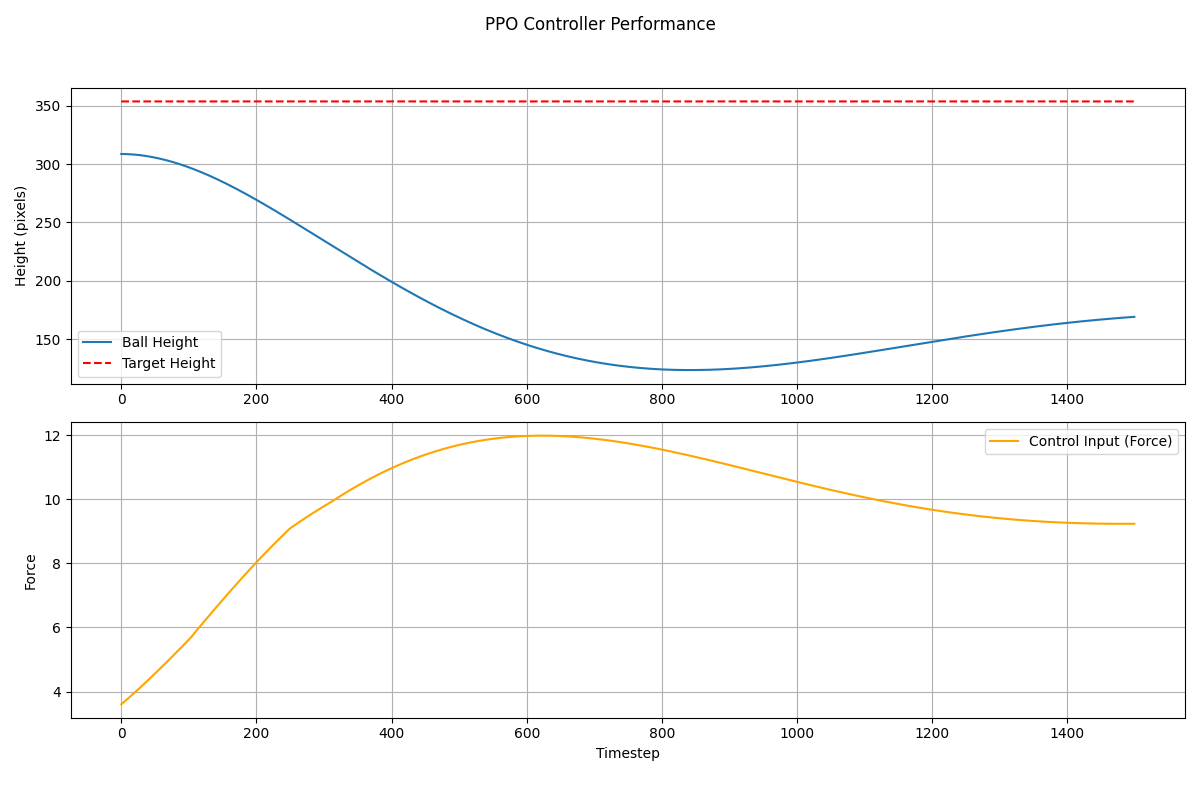 PPO Controller Performance
350
300
250
200
150
Height (pixels)
Ball Height
Target Height
0 200 400 600 800 1000 1200 1400
12
10
8
6
4
Force
Control Input (Force)
0 200 400 600 800 1000 1200 1400
Timestep